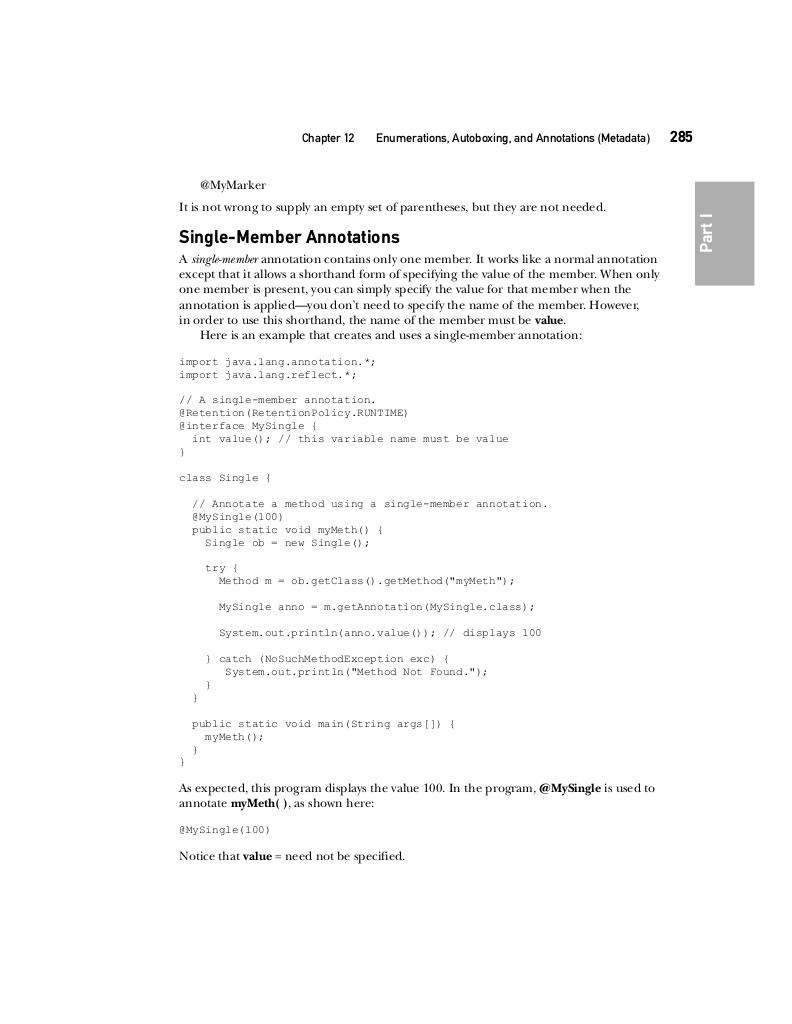 Chapter 12 Enumerations, Autoboxing, and Annotations (Metadata) 285
Part I
@MyMarker
It is not wrong to supply an empty set of parentheses, but they are not needed.
Single-Member Annotations
A single-member annotation contains only one member. It works like a normal annotation
except that it allows a shorthand form of specifying the value of the member. When only
one member is present, you can simply specify the value for that member when the
annotation is applied—you don't need to specify the name of the member. However,
in order to use this shorthand, the name of the member must be value.
Here is an example that creates and uses a single-member annotation:
import java.lang.annotation.*;
import java.lang.reflect.*;
// A single-member annotation.
@Retention(RetentionPolicy.RUNTIME)
@interface MySingle {
int value(); // this variable name must be value
}
class Single {
// Annotate a method using a single-member annotation.
@MySingle(100)
public static void myMeth() {
Single ob = new Single();
try {
Method m = ob.getClass().getMethod("myMeth");
MySingle anno = m.getAnnotation(MySingle.class);
System.out.println(anno.value()); // displays 100
} catch (NoSuchMethodException exc) {
System.out.println("Method Not Found.");
}
}
public static void main(String args[]) {
myMeth();
}
}
As expected, this program displays the value 100. In the program, @MySingle is used to
annotate myMeth( ), as shown here:
@MySingle(100)
Notice that value = need not be specified.